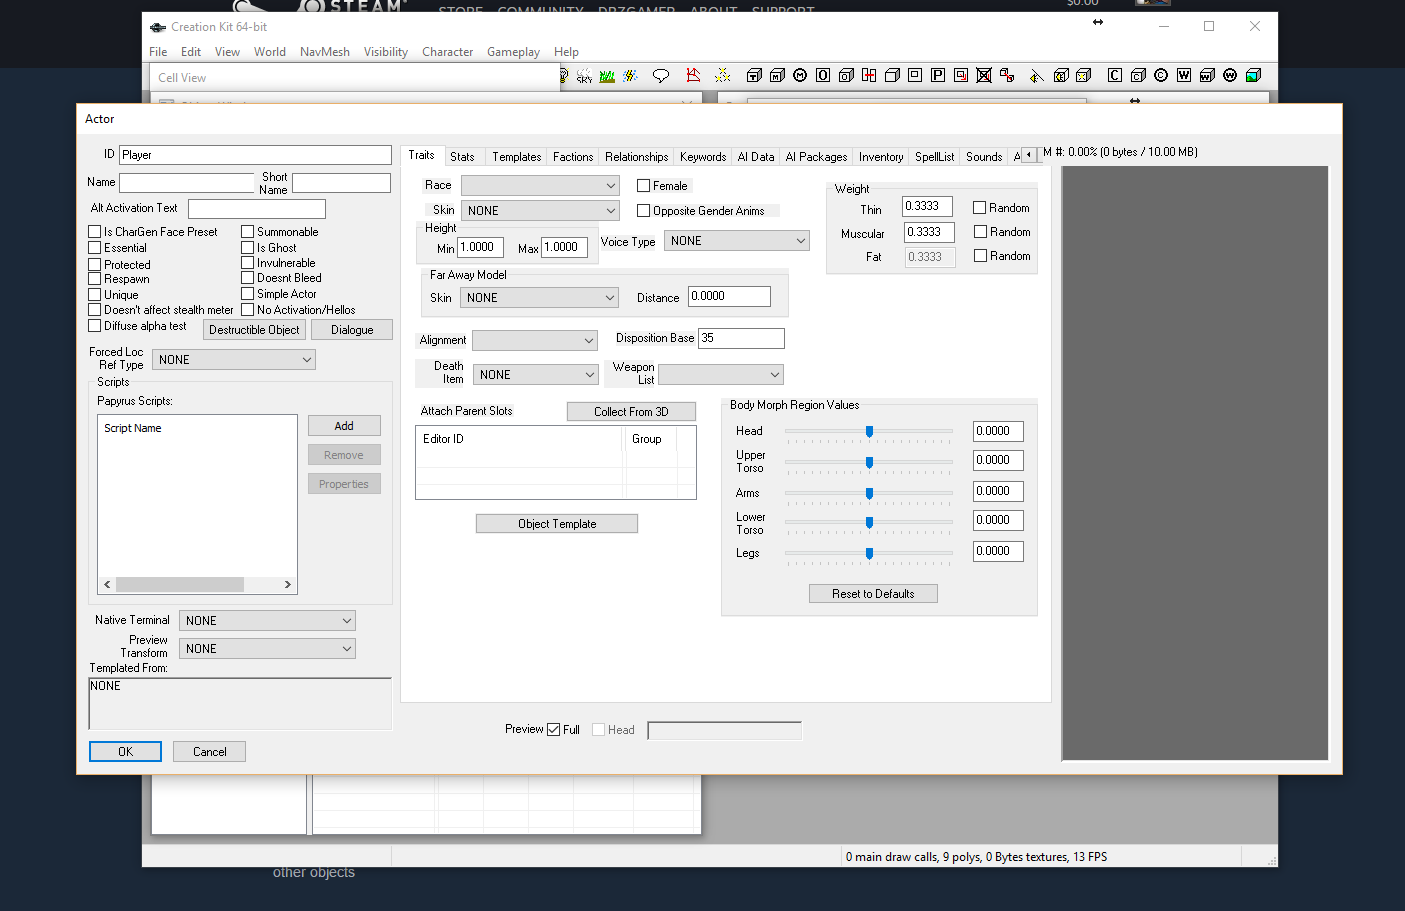 STEAM
STORE COMMUNITY DRZGAMER ABOUT SUPPORT
$0.00
Creation Kit 64-bit
File Edit View World NavMesh Visibility Character Gameplay Help
Cell View
Actor
ID Player
Name
Short Name
Alt Activation Text
Is CharGen Face Preset
Summonable
Essential
Is Ghost
Protected
Invulnerable
Respawn
Doesnt Bleed
Unique
Simple Actor
Doesn't affect stealth meter
No Activation/Hellos
Diffuse alpha test
Destructible Object
Dialogue
Forced Loc Ref Type
NONE
Scripts
Papyrus Scripts:
Script Name
Add
Remove
Properties
Native Terminal NONE
Preview Transform NONE
Templated From:
NONE
OK Cancel
Traits Stats Templates Factions Relationships Keywords AI Data AI Packages Inventory SpellList Sounds A
M #: 0.00% (0 bytes / 10.00 MB)
Race
Female
Skin NONE
Opposite Gender Anims
Height
Min 1.0000 Max 1.0000
Voice Type NONE
Weight
Thin 0.3333 Random
Muscular 0.3333 Random
Fat 0.3333 Random
Far Away Model
Skin NONE Distance 0.0000
Alignment
Disposition Base 35
Death Item NONE
Weapon List
Attach Parent Slots
Collect From 3D
Editor ID Group
Object Template
Body Morph Region Values
Head 0.0000
Upper Torso 0.0000
Arms 0.0000
Lower Torso 0.0000
Legs 0.0000
Reset to Defaults
Preview Full Head
0 main draw calls, 9 polys, 0 Bytes textures, 13 FPS
other objects